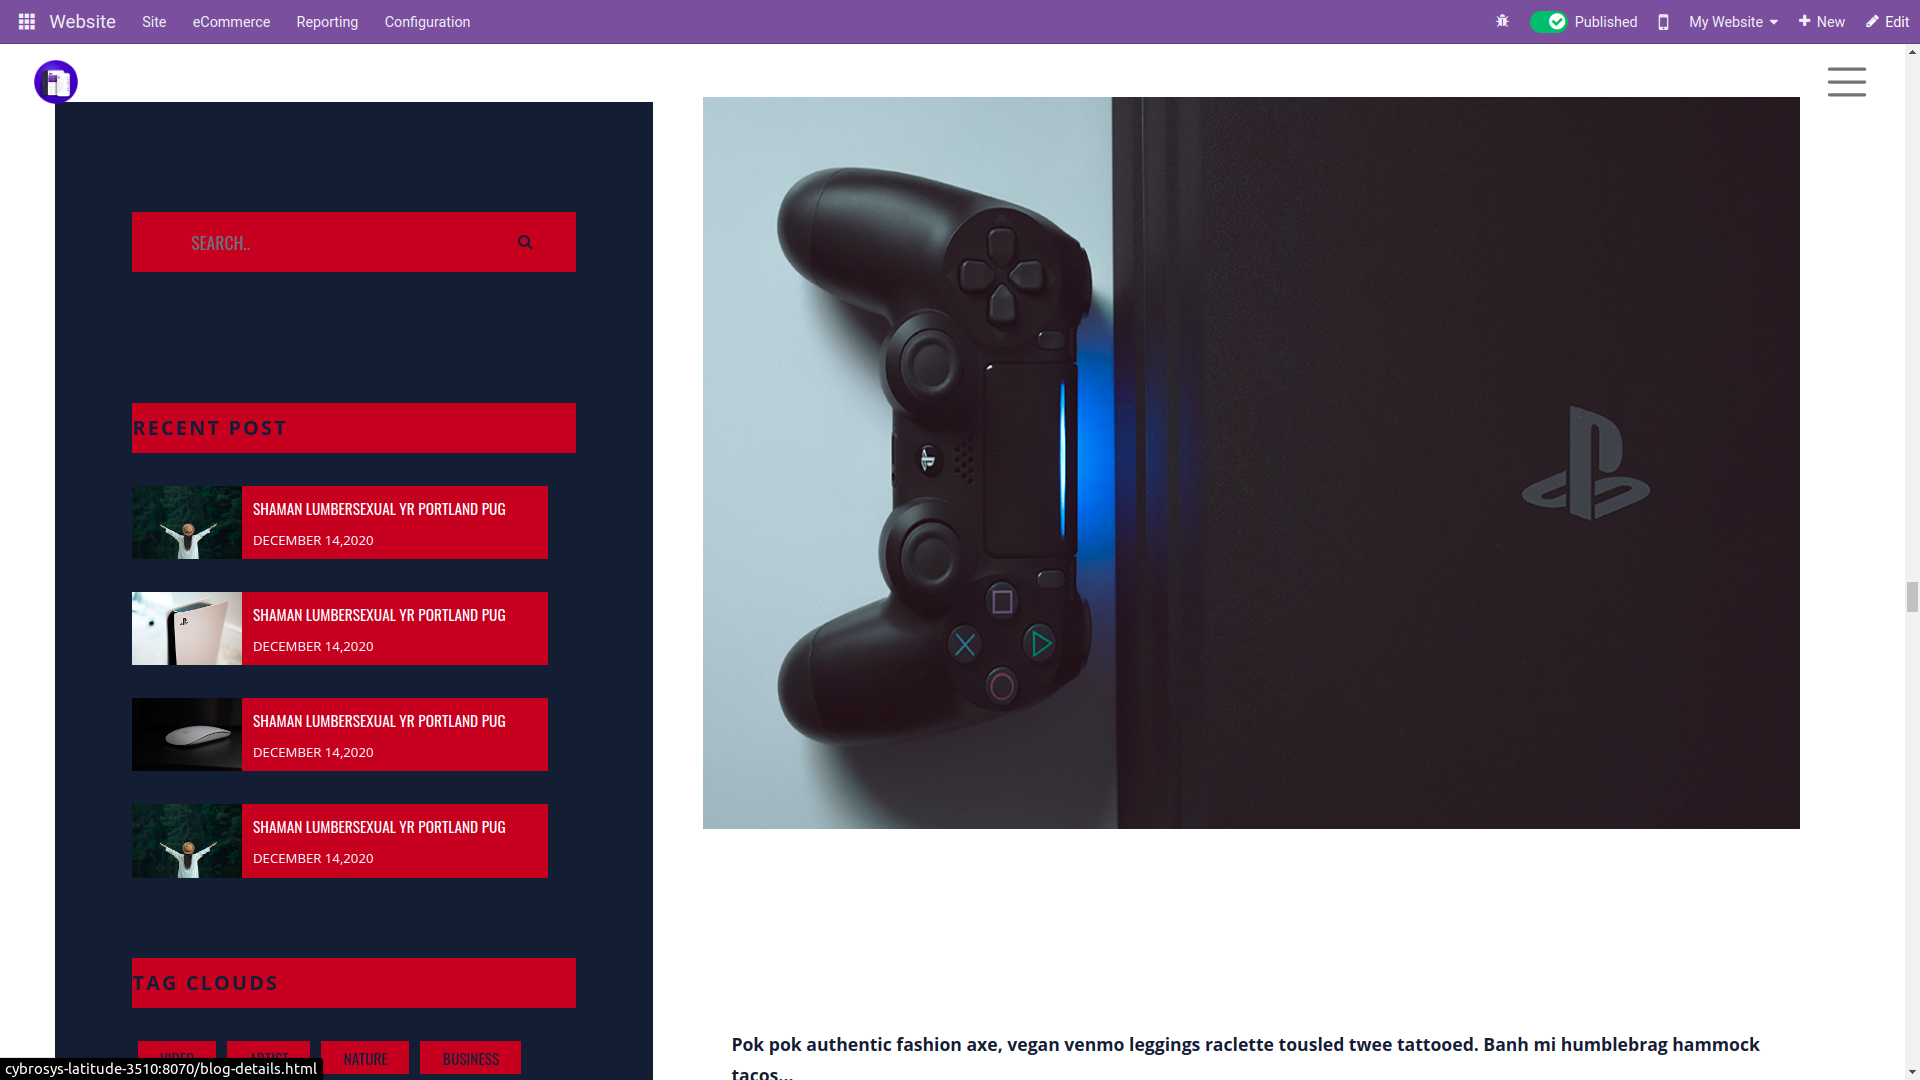 Website Site eCommerce Reporting Configuration Published My Website New Edit
SEARCH..
RECENT POST
SHAMAN LUMBERSEXUAL YR PORTLAND PUG
DECEMBER 14,2020
SHAMAN LUMBERSEXUAL YR PORTLAND PUG
DECEMBER 14,2020
SHAMAN LUMBERSEXUAL YR PORTLAND PUG
DECEMBER 14,2020
SHAMAN LUMBERSEXUAL YR PORTLAND PUG
DECEMBER 14,2020
TAG CLOUDS
VIDEO ARTIST NATURE BUSINESS
cybrosys-latitude-3510:8070/blog-details.html
Pok pok authentic fashion axe, vegan venmo leggings raclette tousled twee tattooed. Banh mi humblebrag hammock
tacos...